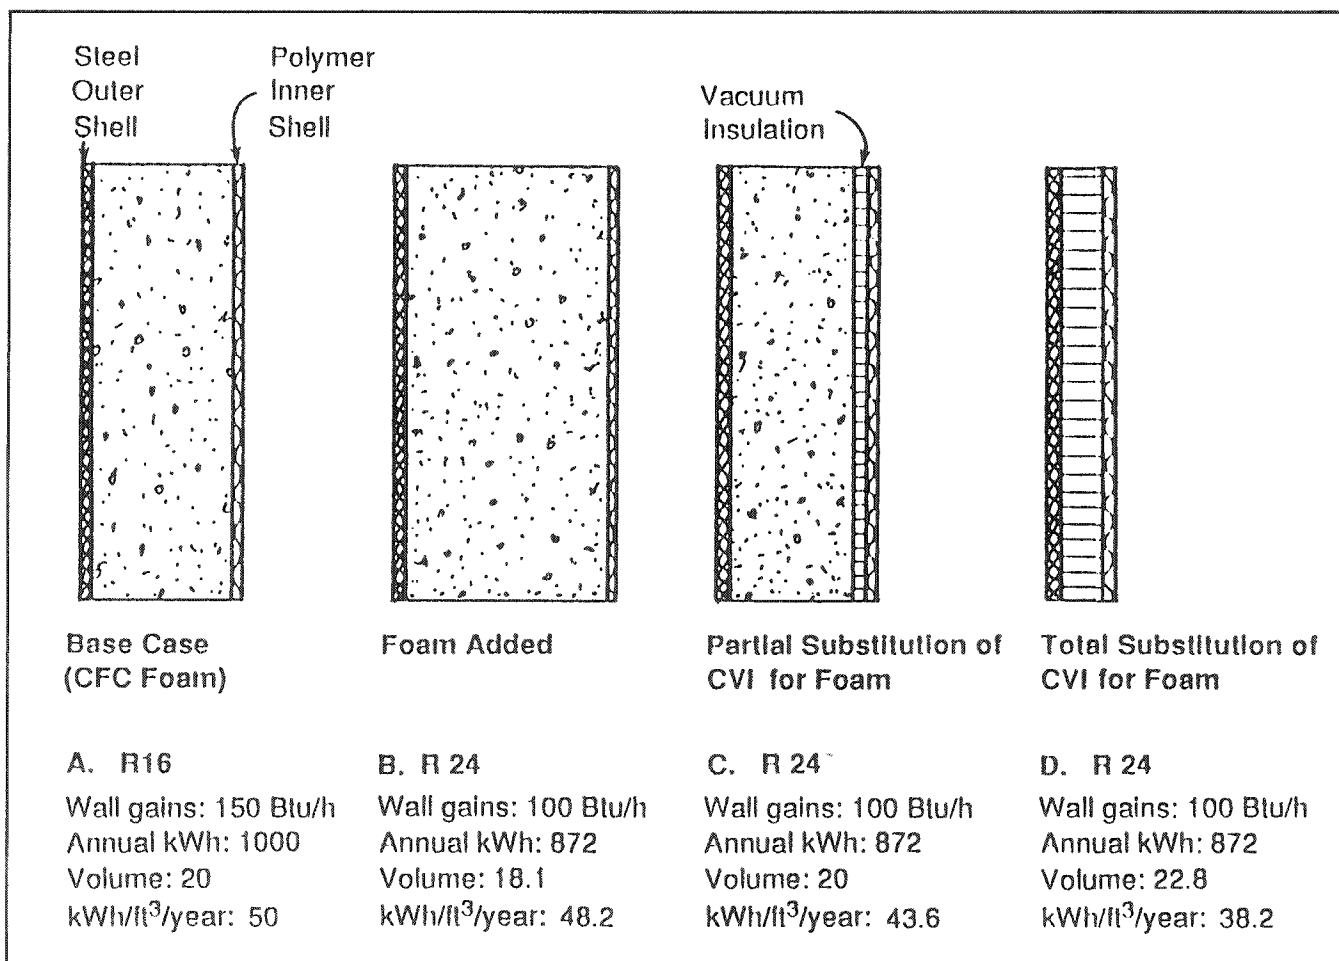 Steel
Outer
Shell
Polymer
Inner
Shell
Vacuum
Insulation
Base Case
(CFC Foam)
Foam Added
Partial Substitution of
CVI for Foam
Total Substitution of
CVI for Foam
A. R16
Wall gains: 150 Btu/h
Annual kWh: 1000
Volume: 20
kWh/ft³/year: 50
B. R 24
Wall gains: 100 Btu/h
Annual kWh: 872
Volume: 18.1
kWh/ft³/year: 48.2
C. R 24
Wall gains: 100 Btu/h
Annual kWh: 872
Volume: 20
kWh/ft³/year: 43.6
D. R 24
Wall gains: 100 Btu/h
Annual kWh: 872
Volume: 22.8
kWh/ft³/year: 38.2